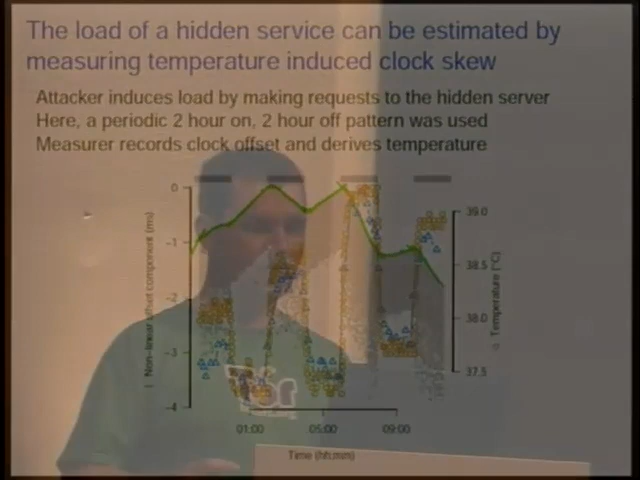 The load of a hidden service can be estimated by
measuring temperature induced clock skew
Attacker induces load by making requests to the hidden server
Here, a periodic 2 hour on, 2 hour off pattern was used
Measurer records clock offset and derives temperature
0
-1
-2
-3
-4
Non-linear offset component (ms)
39.0
38.5
38.0
37.5
Temperature (°C)
01:00
05:00
09:00
Time (hh:mm)
Tor